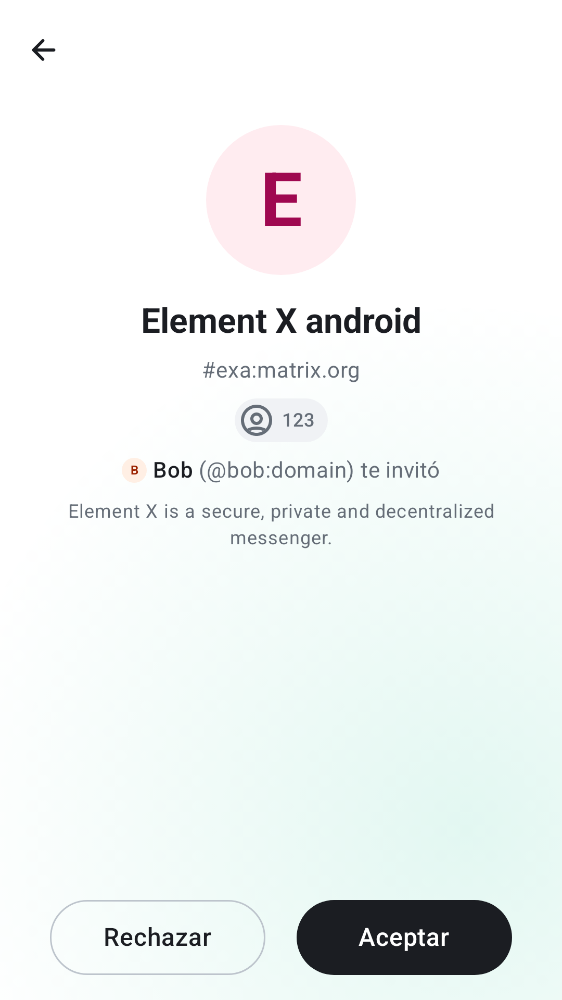 E
Element X android
#exa:matrix.org
123
B Bob (@bob:domain) te invitó
Element X is a secure, private and decentralized
messenger.
Rechazar
Aceptar